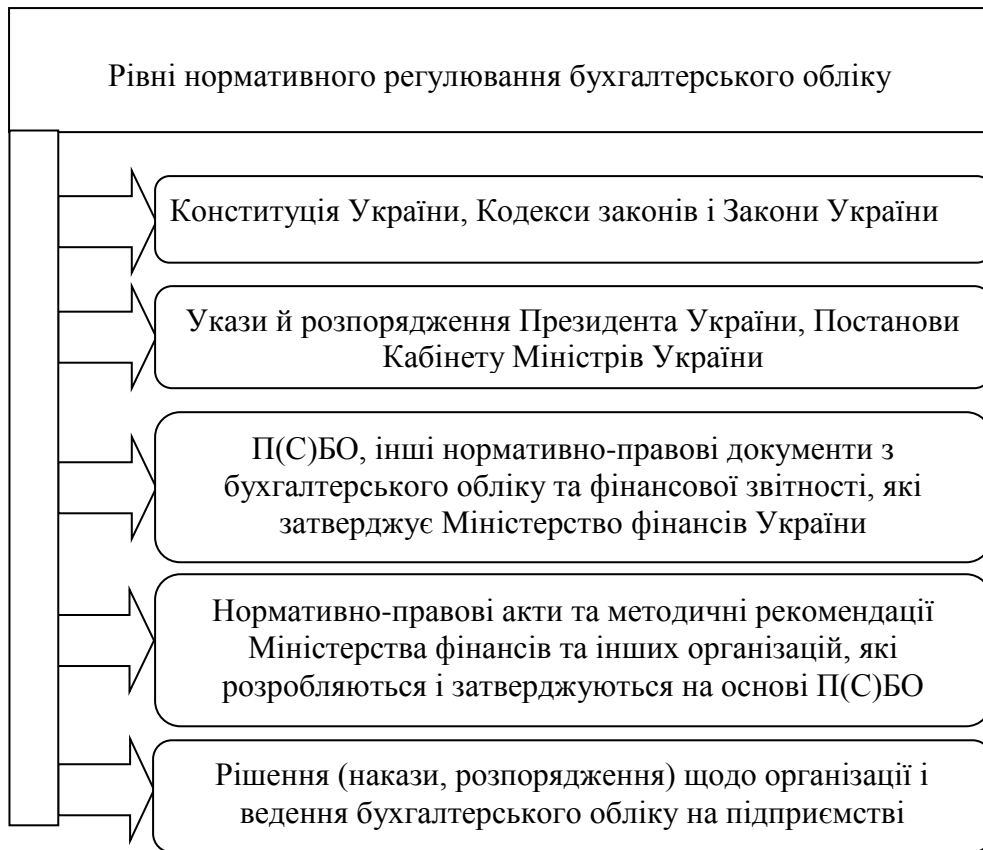 Рівні нормативного регулювання бухгалтерського обліку
Конституція України, Кодекси законів і Закони України
Укази й розпорядження Президента України, Постанови
Кабінету Міністрів України
П(С)БО, інші нормативно-правові документи з
бухгалтерського обліку та фінансової звітності, які
затверджує Міністерство фінансів України
Нормативно-правові акти та методичні рекомендації
Міністерства фінансів та інших організацій, які
розробляються і затверджуються на основі П(С)БО
Рішення (накази, розпорядження) щодо організації і
ведення бухгалтерського обліку на підприємстві